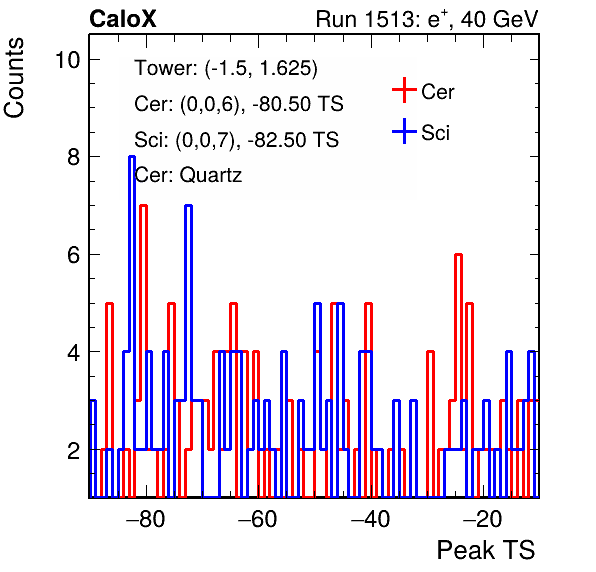 CaloX
Run 1513: e⁺, 40 GeV
Counts
Tower: (-1.5, 1.625)
Cer: (0,0,6), -80.50 TS
Sci: (0,0,7), -82.50 TS
Cer: Quartz
Cer
Sci
10
8
6
4
2
−80 −60 −40 −20
Peak TS